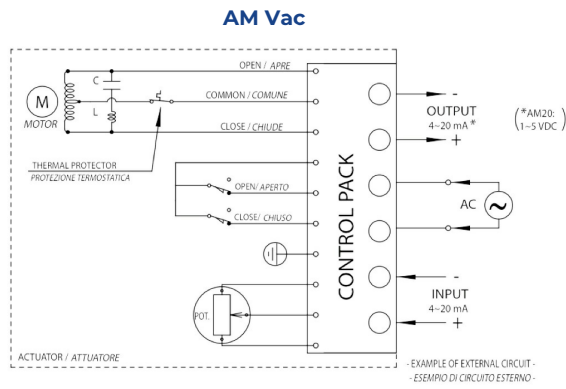 AM Vac
OPEN / APRE
C
COMMON / COMUNE
M
MOTOR
L
OUTPUT
4~20 mA *
(*AM20:
1~5 VDC)
-
+
CLOSE / CHIUDE
THERMAL PROTECTOR
PROTEZIONE TERMOSTATICA
OPEN/ APERTO
CLOSE/ CHIUSO
CONTROL PACK
AC
~
-
INPUT
4~20 mA
+
POT.
ACTUATOR / ATTUATORE
- EXAMPLE OF EXTERNAL CIRCUIT -
- ESEMPIO DI CIRCUITO ESTERNO -